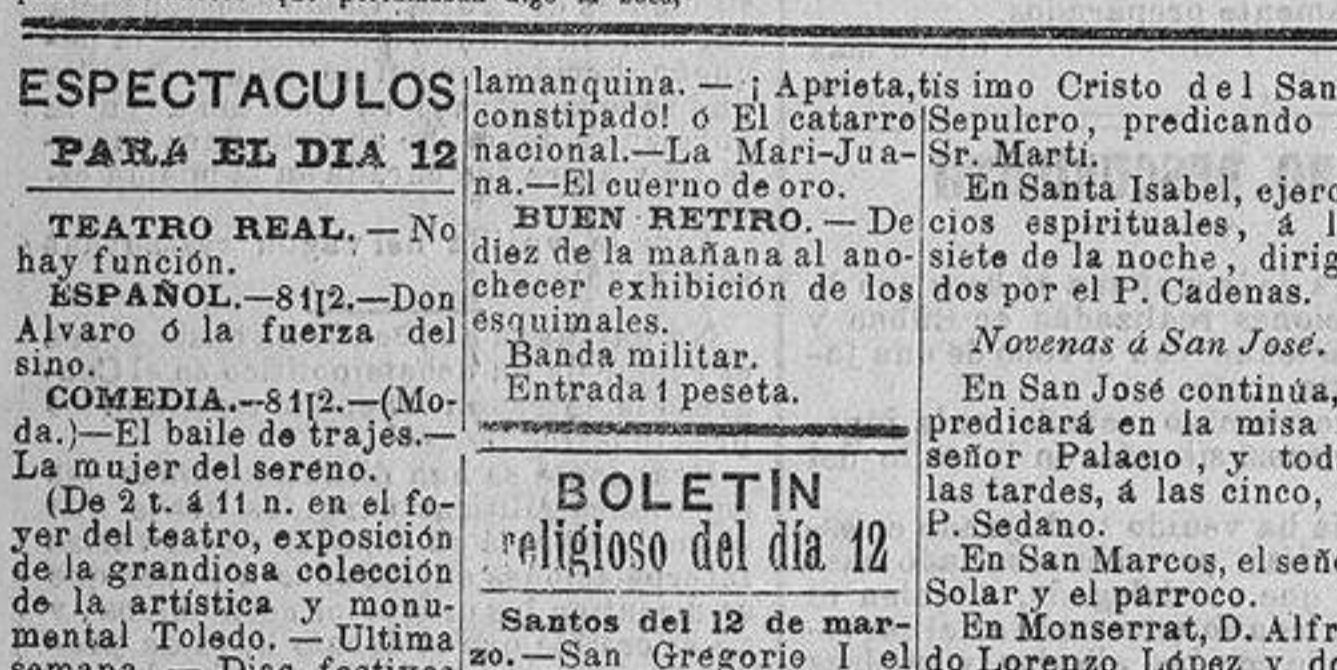 ESPECTACULOS
PARA EL DIA 12
TEATRO REAL. — No
hay función.
ESPAÑOL.—8 1|2.—Don
Alvaro ó la fuerza del
sino.
COMEDIA.—8 1|2.—(Mo-
da.)—El baile de trajes.—
La mujer del sereno.
(De 2 t. á 11 n. en el fo-
yer del teatro, exposición
de la grandiosa colección
de la artística y monu-
mental Toledo. — Ultima
semana. — Dias festivos
lamanquina. — ¡ Aprieta,
constipado! ó El catarro
nacional.—La Mari-Jua-
na.—El cuerno de oro.
BUEN RETIRO. — De
diez de la mañana al ano-
checer exhibición de los
esquimales.
Banda militar.
Entrada 1 peseta.
BOLETÍN
religioso del día 12
Santos del 12 de mar-
zo.—San Gregorio I el
tís imo Cristo del San
Sepulcro, predicando
Sr. Martí.
En Santa Isabel, ejerc
cios espirituales, á l
siete de la noche, dirig
dos por el P. Cadenas.
Novenas á San José.
En San José continúa,
predicará en la misa
señor Palacio, y tod
las tardes, á las cinco,
P. Sedano.
En San Marcos, el seño
Solar y el párroco.
En Monserrat, D. Alfr
do Lorenzo López y d